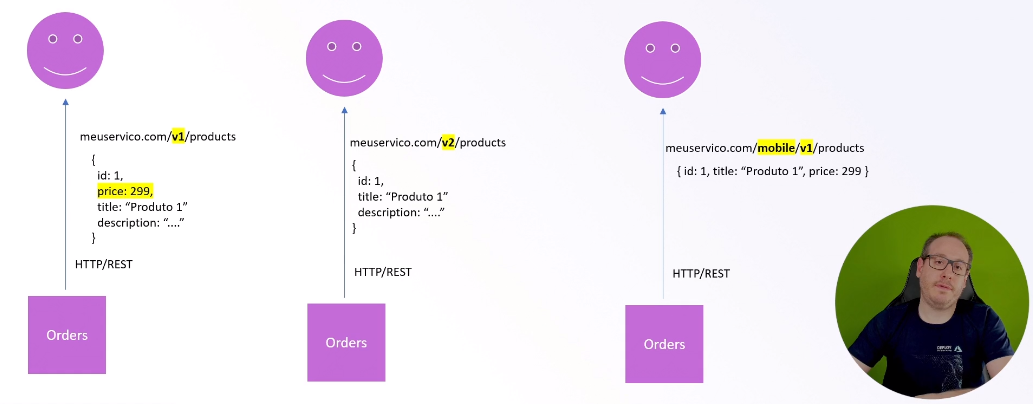 meuservico.com/v1/products
{
id: 1,
price: 299,
title: “Produto 1”
description: “....”
}
HTTP/REST
Orders
meuservico.com/v2/products
{
id: 1,
title: “Produto 1”
description: “....”
}
HTTP/REST
Orders
meuservico.com/mobile/v1/products
{ id: 1, title: “Produto 1”, price: 299 }
HTTP/REST
Orders